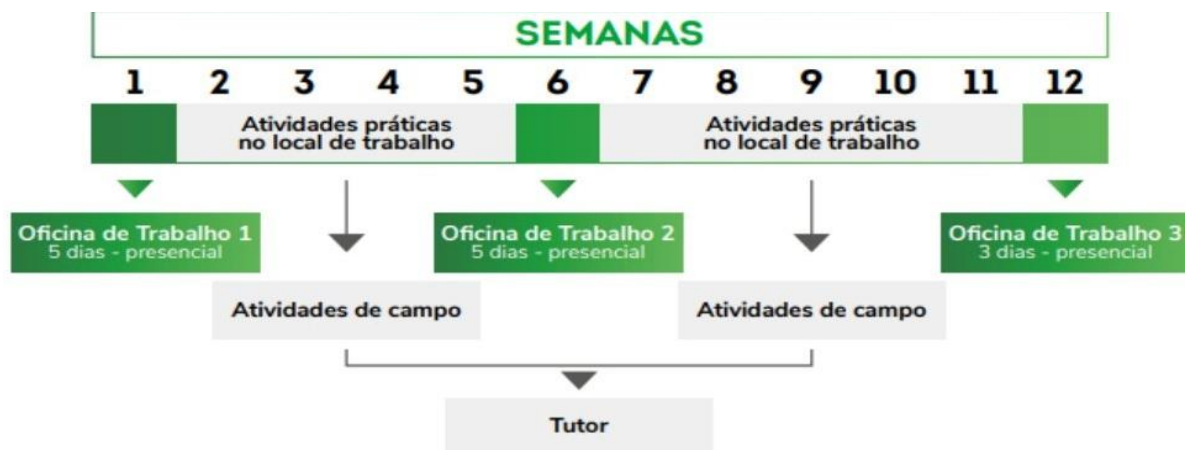 SEMANAS
1 2 3 4 5 6 7 8 9 10 11 12
Atividades práticas
no local de trabalho
Atividades práticas
no local de trabalho
Oficina de Trabalho 1
5 dias - presencial
Oficina de Trabalho 2
5 dias - presencial
Oficina de Trabalho 3
3 dias - presencial
Atividades de campo
Atividades de campo
Tutor